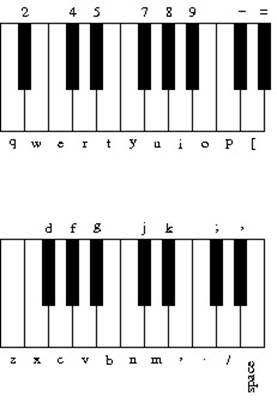 2 4 5 7 8 9 - =
q w e r t y u i o p [
d f g j k ; ,
z x c v b n m , . / space